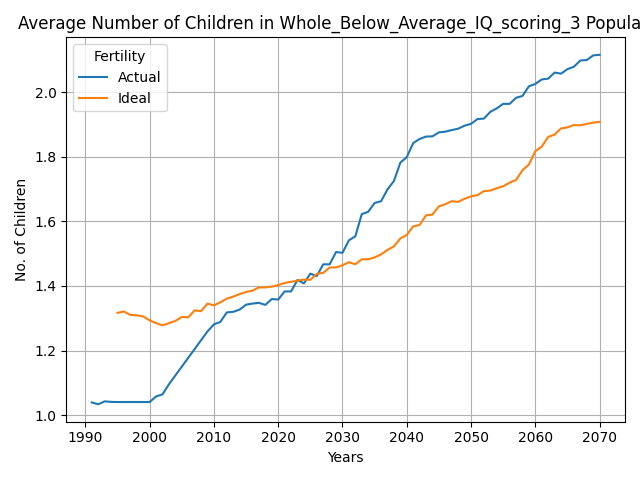 Average Number of Children in Whole_Below_Average_IQ_scoring_3 Popula
Fertility
Actual
Ideal
No. of Children
2.0
1.8
1.6
1.4
1.2
1.0
1990 2000 2010 2020 2030 2040 2050 2060 2070
Years